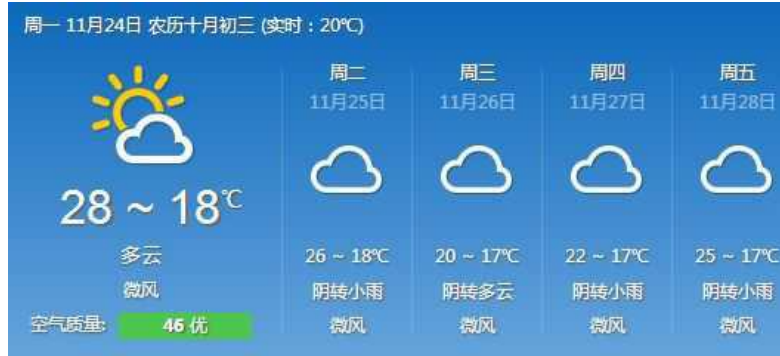 周一 11月24日 农历十月初三 (实时：20℃)
28 ~ 18℃
多云
微风
空气质量: 46 优
周二
11月25日
26 ~ 18℃
阴转小雨
微风
周三
11月26日
20 ~ 17℃
阴转多云
微风
周四
11月27日
22 ~ 17℃
阴转小雨
微风
周五
11月28日
25 ~ 17℃
阴转小雨
微风